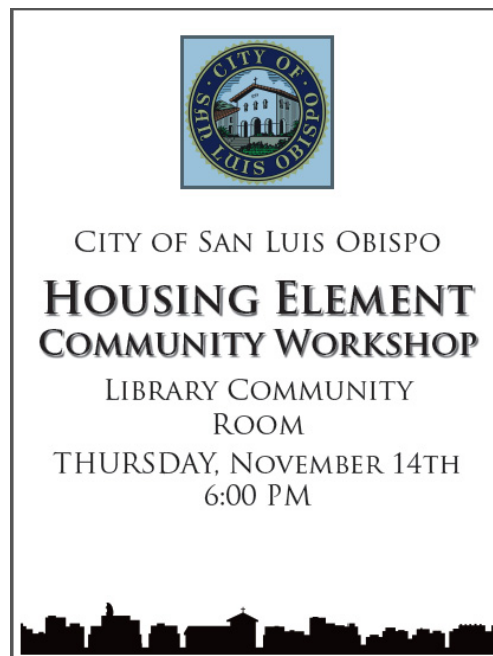 CITY OF
SAN LUIS OBISPO
CITY OF SAN LUIS OBISPO
HOUSING ELEMENT
COMMUNITY WORKSHOP
LIBRARY COMMUNITY
ROOM
THURSDAY, NOVEMBER 14TH
6:00 PM